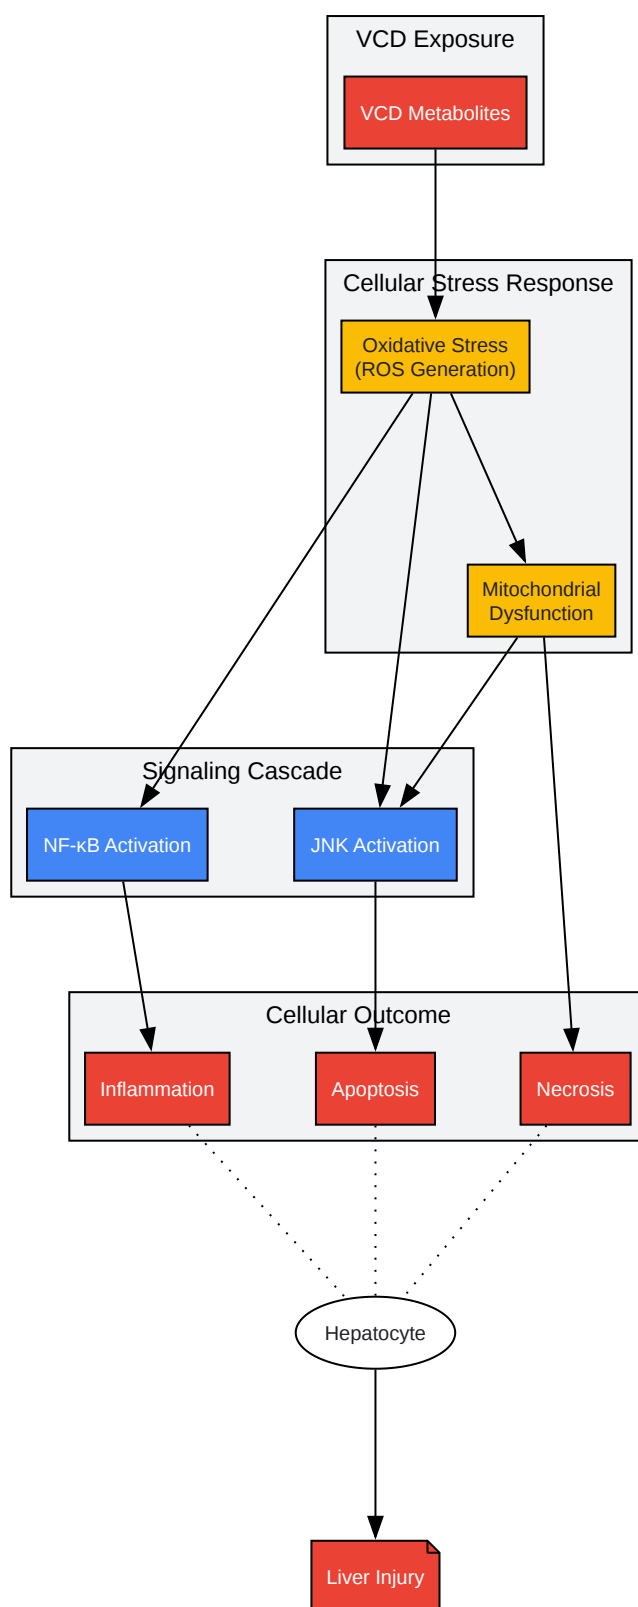 VCD Exposure
VCD Metabolites
Cellular Stress Response
Oxidative Stress
(ROS Generation)
Mitochondrial
Dysfunction
Signaling Cascade
NF-κB Activation
JNK Activation
Cellular Outcome
Inflammation
Apoptosis
Necrosis
Hepatocyte
Liver Injury